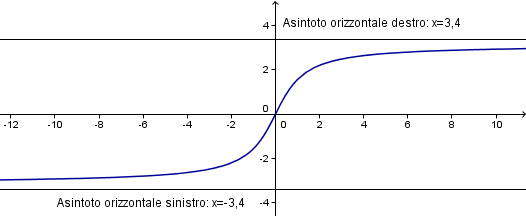 4
Asintoto orizzontale destro: x=3,4
2
0
-12 -10 -8 -6 -4 -2 0 2 4 6 8 10
-2
Asintoto orizzontale sinistro: x=-3,4
-4